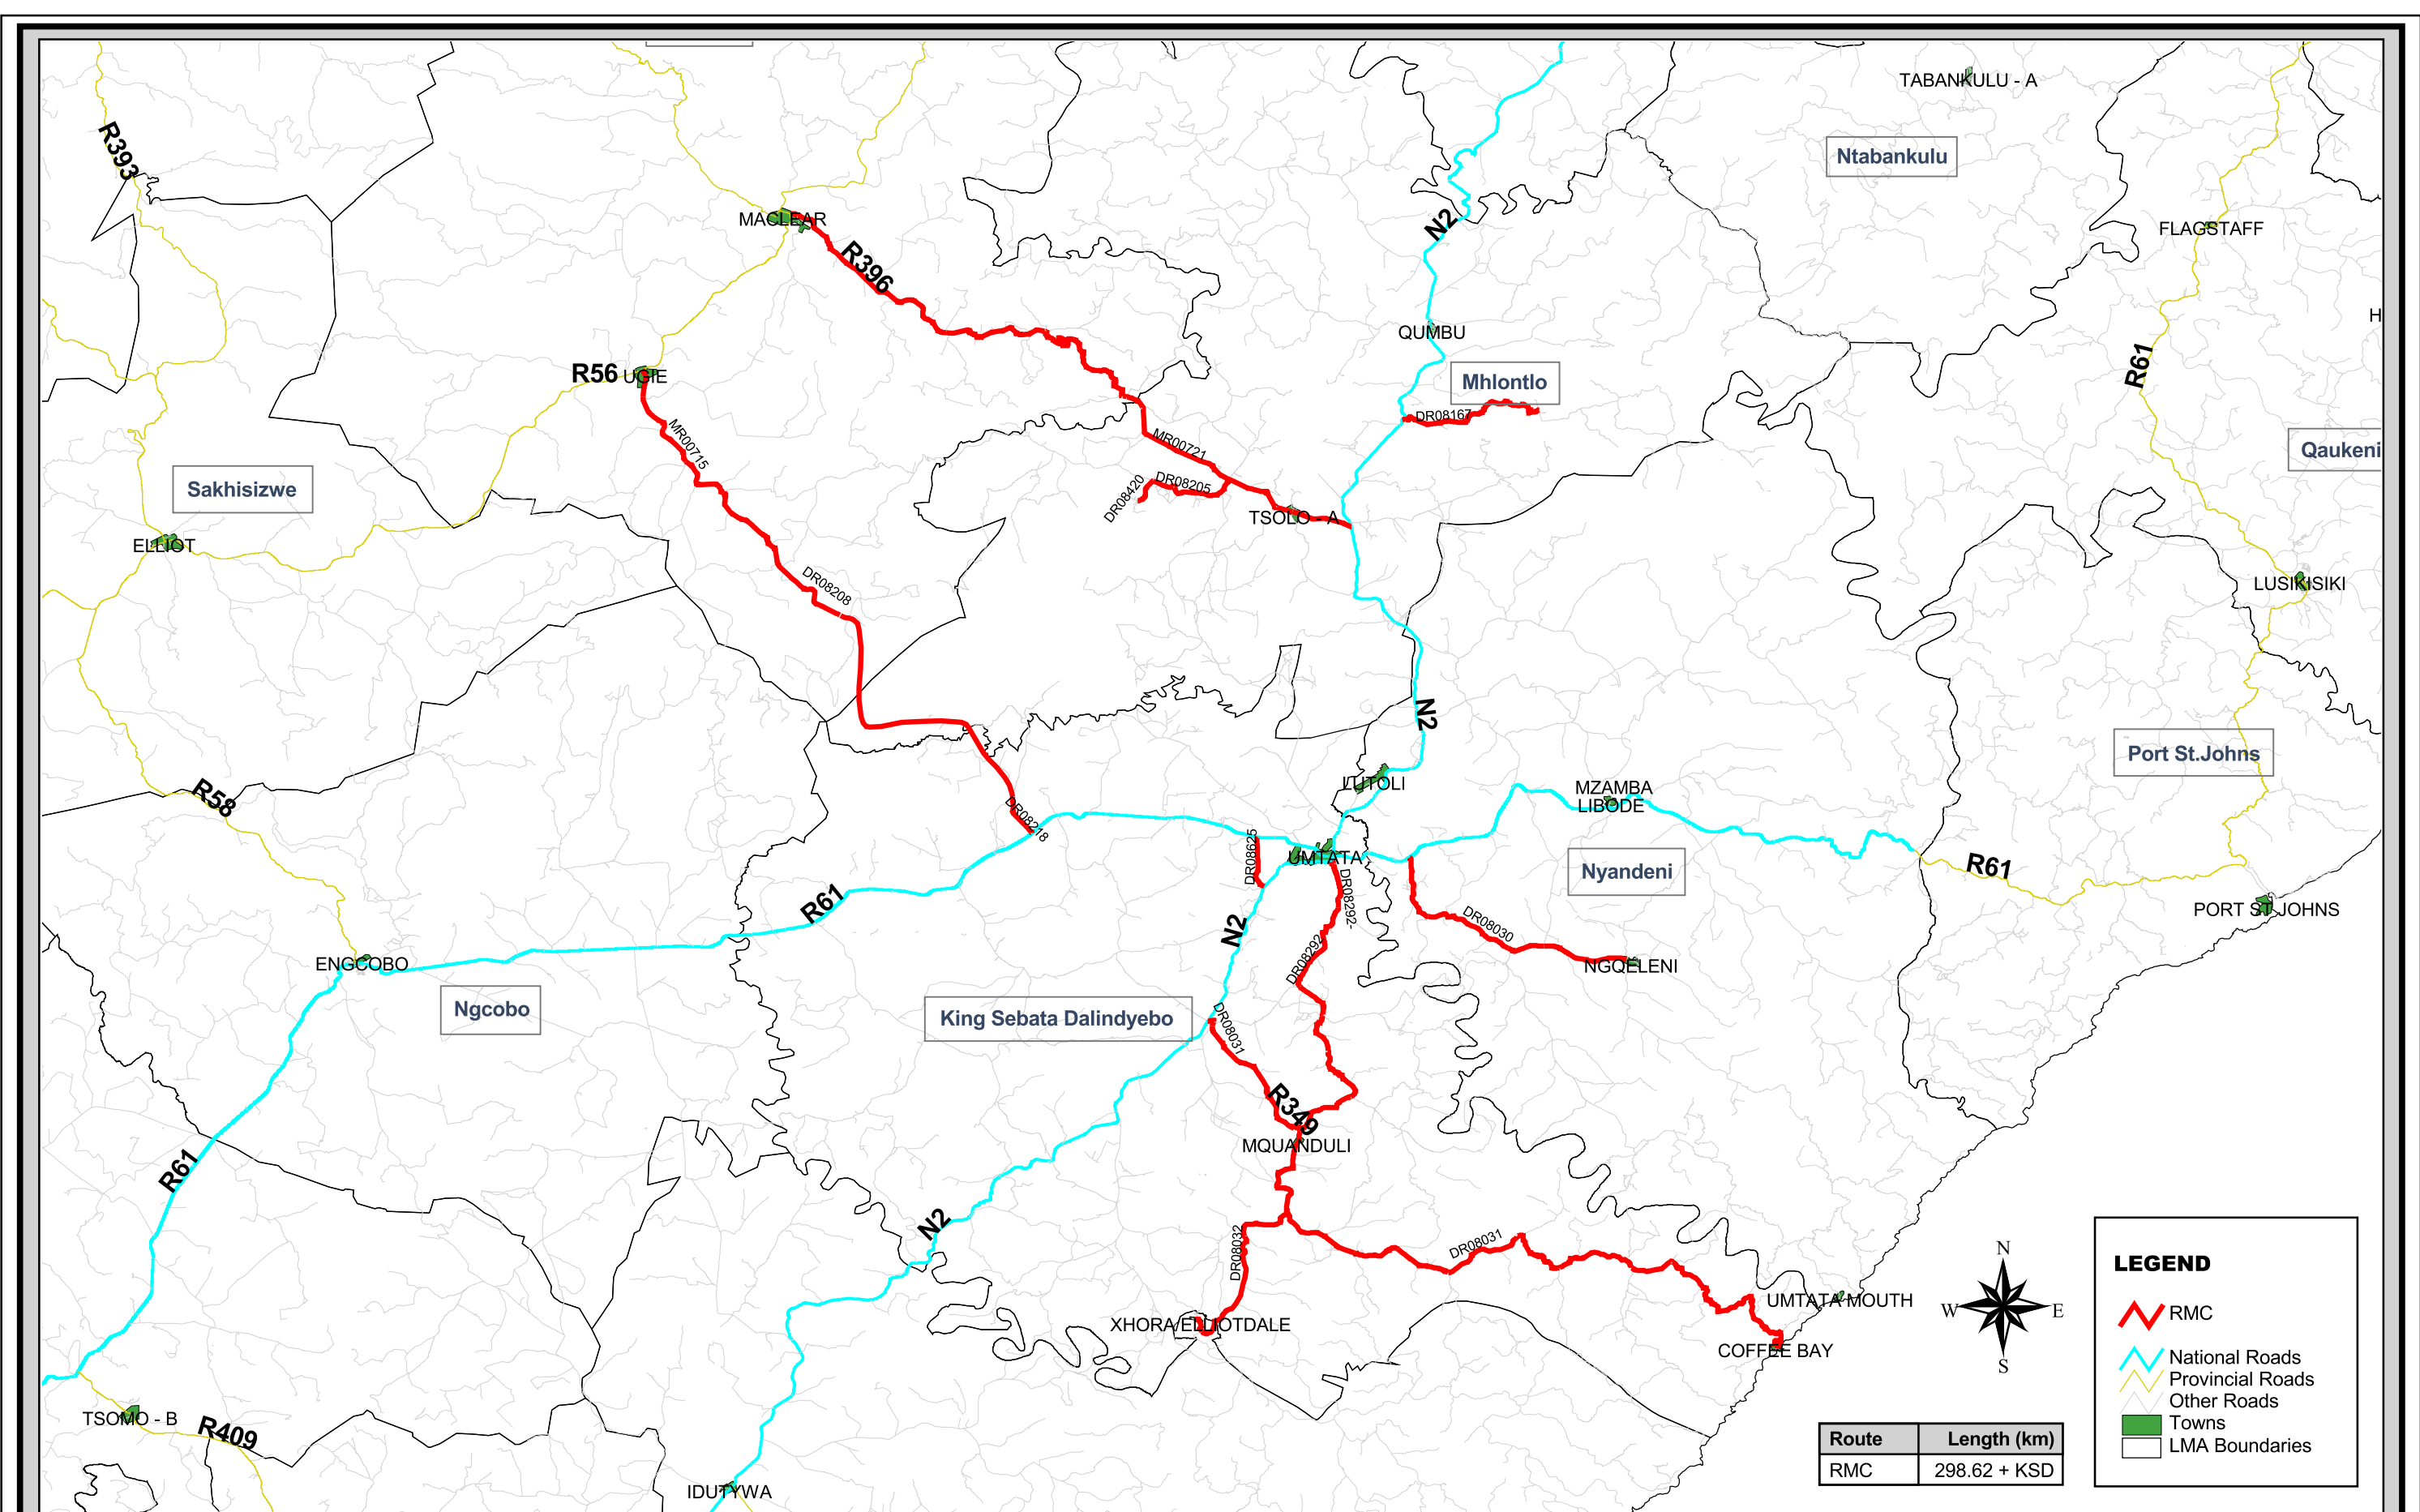 TABANKULU - A
R393
Ntabankulu
MACLEAR
N2
FLAGSTAFF
R396
H
QUMBU
R61
R56 UGIE
Mhlontlo
DR08167
MR00715
MR00721
Qaukeni
Sakhisizwe
DR08205
DR08420
TSOLO - A
ELLIOT
DR08208
LUSIKISIKI
N2
Port St.Johns
LUTOLI
MZAMBA
LIBODE
R58
DR08218
DR08625
UMTATA
R61
Nyandeni
R61
DR08292-
PORT ST JOHNS
N2
DR08030
DR08292
ENGCOBO
NGQELENI
Ngcobo
King Sebata Dalindyebo
DR08031
R349
MQUANDULI
R61
N2
DR08032
DR08031
N
W
E
S
UMTATA MOUTH
XHORA/ELLIOTDALE
COFFEE BAY
TSOMO - B
R409
IDUTYWA
LEGEND
RMC
National Roads
Provincial Roads
Other Roads
Towns
LMA Boundaries
Route Length (km)
RMC 298.62 + KSD